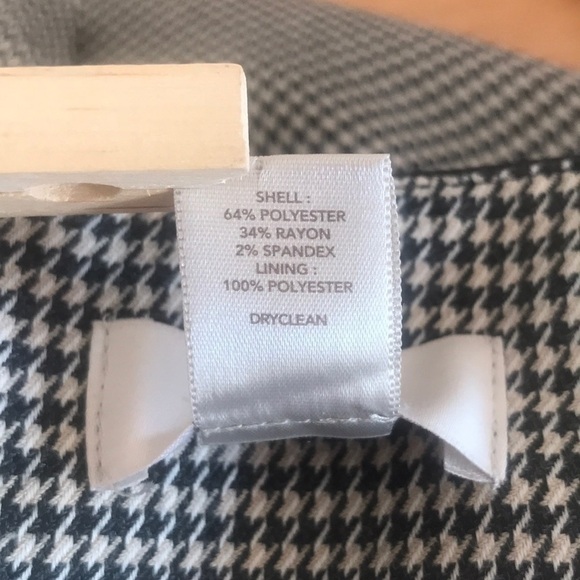 SHELL :
64% POLYESTER
34% RAYON
2% SPANDEX
LINING :
100% POLYESTER
DRYCLEAN